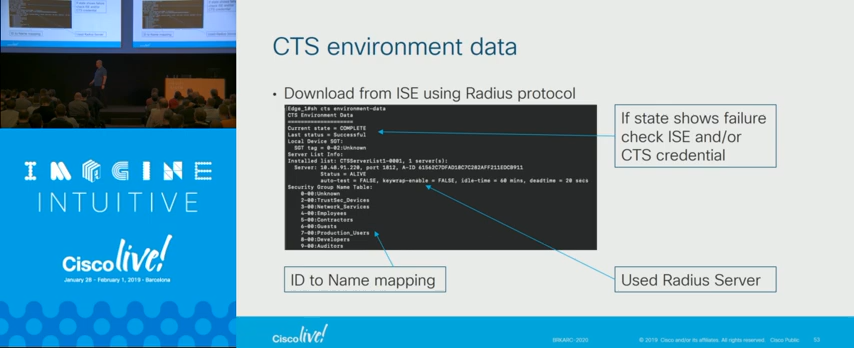 IMAGINE
INTUITIVE
Cisco live!
January 28 - February 1, 2019 · Barcelona
CTS environment data
• Download from ISE using Radius protocol
Edge_1#sh cts environment-data
CTS Environment Data
====================
Current state = COMPLETE
Last status = Successful
Local Device SGT:
SGT tag = 0-02:Unknown
Server List Info:
Installed list: CTSServerList1-0001, 1 server(s):
Server: 10.48.91.220, port 1812, A-ID
Status = ALIVE
auto-test = FALSE, keywrap-enable = FALSE, idle-time = 60 mins, deadtime = 20 secs
Security Group Name Table:
0-00:Unknown
2-00:TrustSec_Devices
3-00:Network_Services
4-00:Employees
5-00:Contractors
6-00:Guests
7-00:Production_Users
8-00:Developers
9-00:Auditors
If state shows failure
check ISE and/or
CTS credential
ID to Name mapping
Used Radius Server
Cisco live!
BRKARC- 2020
© 2019 Cisco and/or its affiliates. All rights reserved. Cisco Public
53